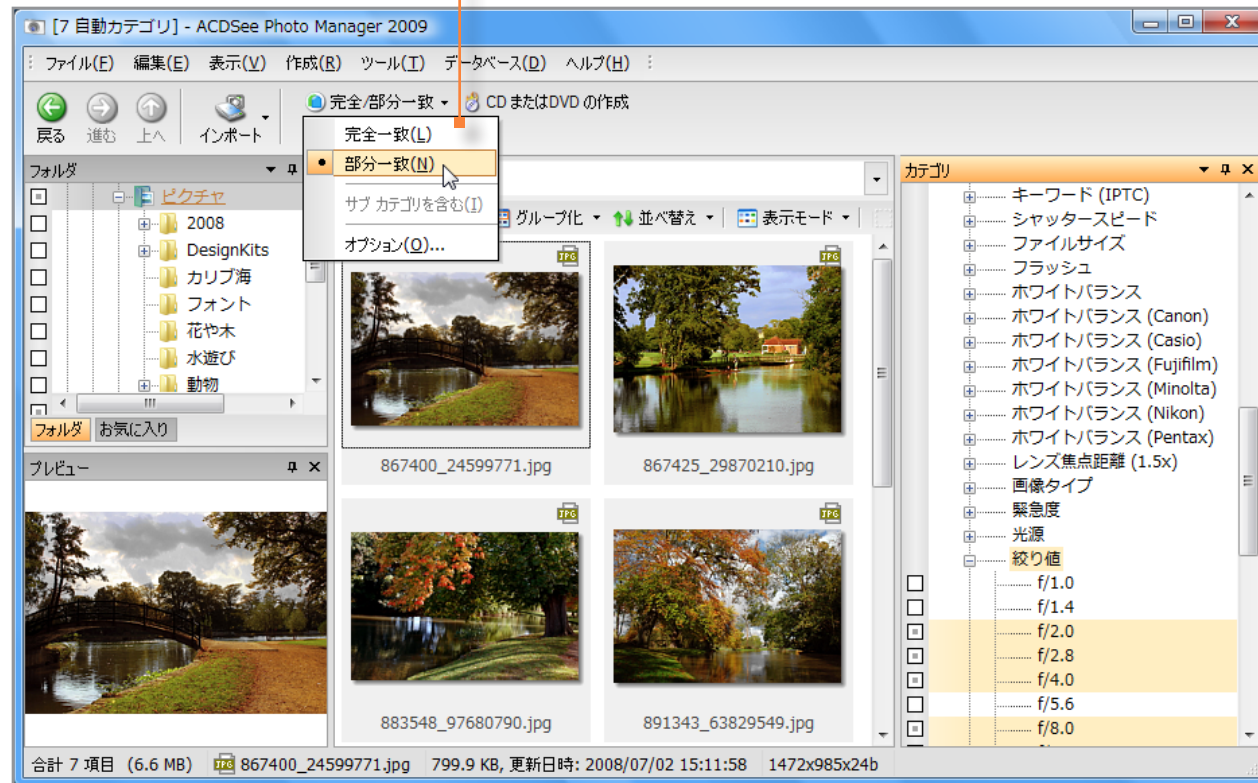 [7 自動カテゴリ] - ACDSee Photo Manager 2009
ファイル(F) 編集(E) 表示(V) 作成(R) ツール(T) データベース(D) ヘルプ(H)
戻る 進む 上へ インポート 完全/部分一致 CD またはDVD の作成
完全一致(L)
部分一致(N)
サブ カテゴリを含む(I)
オプション(O)...
フォルダ
ピクチャ
2008
DesignKits
カリブ海
フォント
花や木
水遊び
動物
フォルダ お気に入り
プレビュー
グループ化 並べ替え 表示モード
JPG
867400_24599771.jpg
JPG
867425_29870210.jpg
JPG
883548_97680790.jpg
JPG
891343_63829549.jpg
カテゴリ
キーワード (IPTC)
シャッタースピード
ファイルサイズ
フラッシュ
ホワイトバランス
ホワイトバランス (Canon)
ホワイトバランス (Casio)
ホワイトバランス (Fujifilm)
ホワイトバランス (Minolta)
ホワイトバランス (Nikon)
ホワイトバランス (Pentax)
レンズ焦点距離 (1.5x)
画像タイプ
緊急度
光源
絞り値
f/1.0
f/1.4
f/2.0
f/2.8
f/4.0
f/5.6
f/8.0
合計 7 項目 (6.6 MB) JPG 867400_24599771.jpg 799.9 KB, 更新日時: 2008/07/02 15:11:58 1472x985x24b